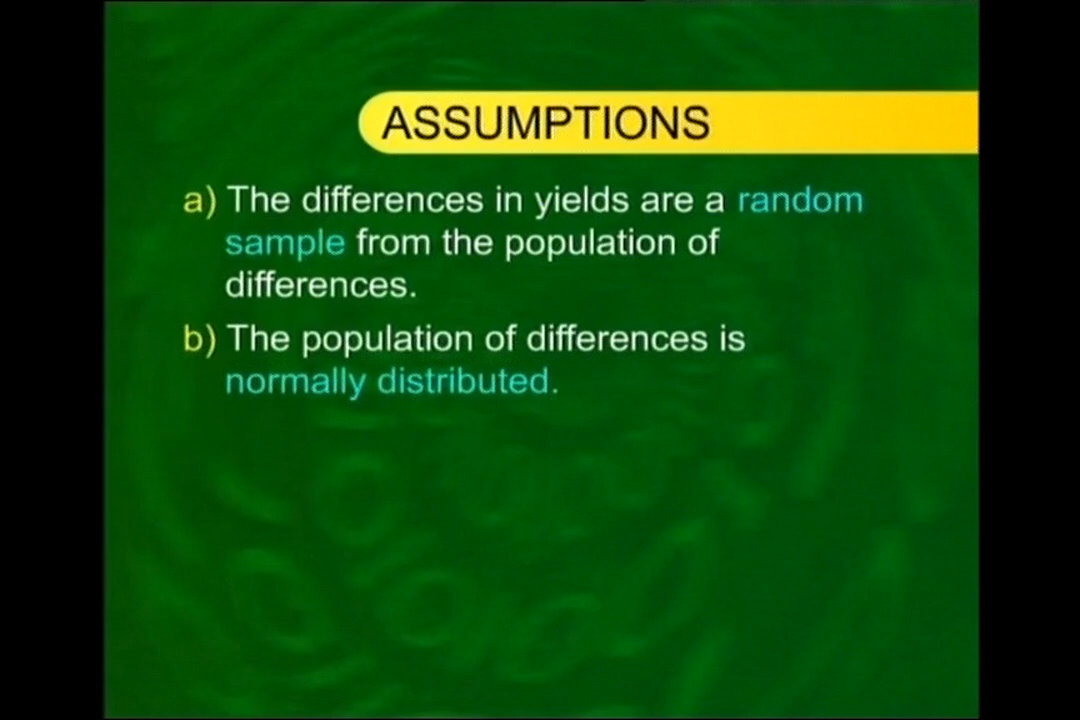 ASSUMPTIONS
a) The differences in yields are a random
sample from the population of
differences.
b) The population of differences is
normally distributed.